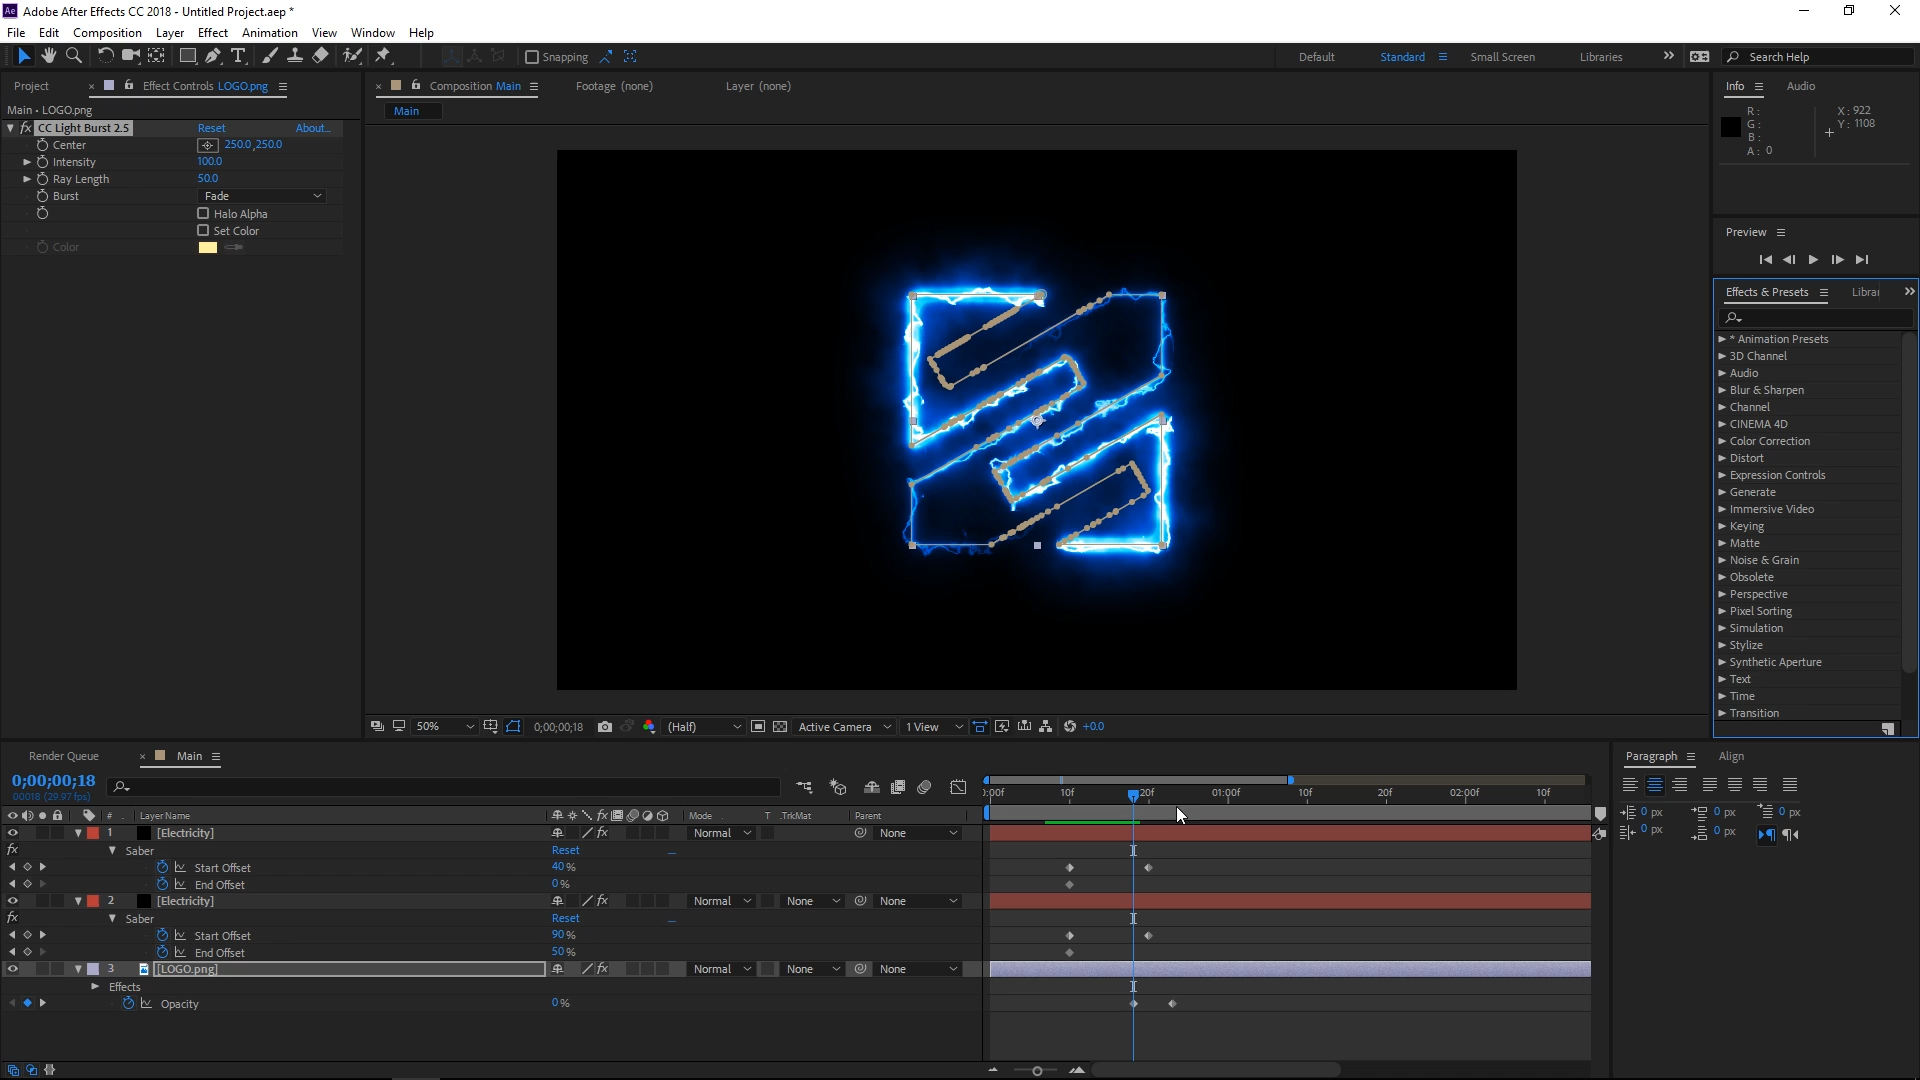 Ae Adobe After Effects CC 2018 - Untitled Project.aep *
File Edit Composition Layer Effect Animation View Window Help
Snapping Default Standard Small Screen Libraries Search Help
Project Effect Controls LOGO.png
Main • LOGO.png
fx CC Light Burst 2.5 Reset About...
Center 250.0,250.0
Intensity 100.0
Ray Length 50.0
Burst Fade
Halo Alpha
Set Color
Color
Composition Main Footage (none) Layer (none)
Main
50% 0;00;00;18 (Half) Active Camera 1 View +0.0
Info Audio
R: X: 922
G: Y: 1108
B:
A: 0
Preview
Effects & Presets Librar
* Animation Presets
3D Channel
Audio
Blur & Sharpen
Channel
CINEMA 4D
Color Correction
Distort
Expression Controls
Generate
Immersive Video
Keying
Matte
Noise & Grain
Obsolete
Perspective
Pixel Sorting
Simulation
Stylize
Synthetic Aperture
Text
Time
Transition
Render Queue Main
0;00;00;18
00018 (29.97 fps)
# Layer Name Mode T .TrkMat Parent
1 [Electricity] Normal None
fx Saber Reset
Start Offset 40%
End Offset 0%
2 [Electricity] Normal None None
fx Saber Reset
Start Offset 90%
End Offset 50%
3 [LOGO.png] Normal None None
Effects
Opacity 0%
):00f 10f 20f 01:00f 10f 20f 02:00f 10f
Paragraph Align
0 px 0 px 0 px
0 px 0 px